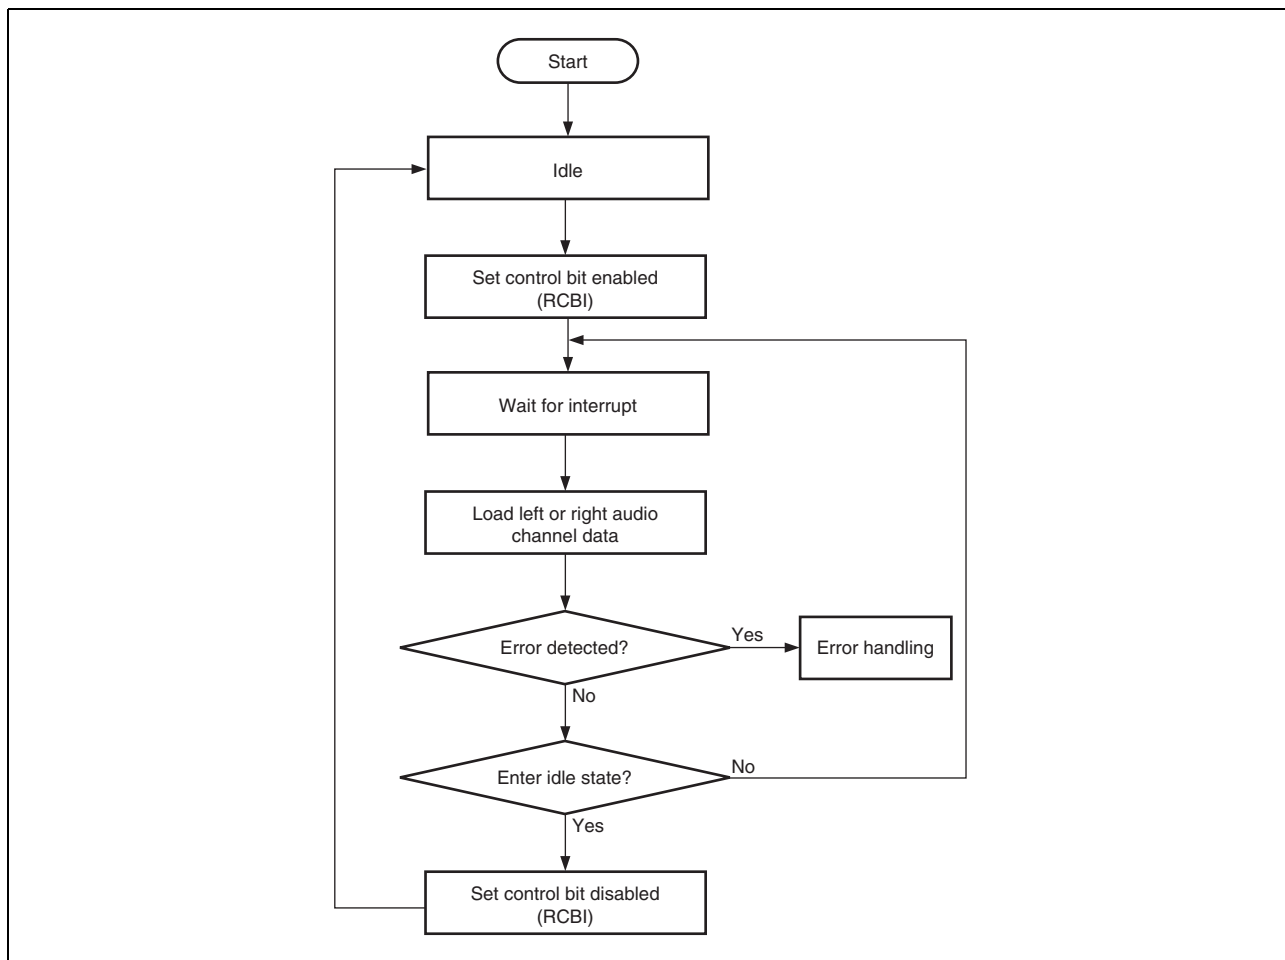 Start
Idle
Set control bit enabled
(RCBI)
Wait for interrupt
Load left or right audio
channel data
Error detected?
Yes
Error handling
No
Enter idle state?
No
Yes
Set control bit disabled
(RCBI)